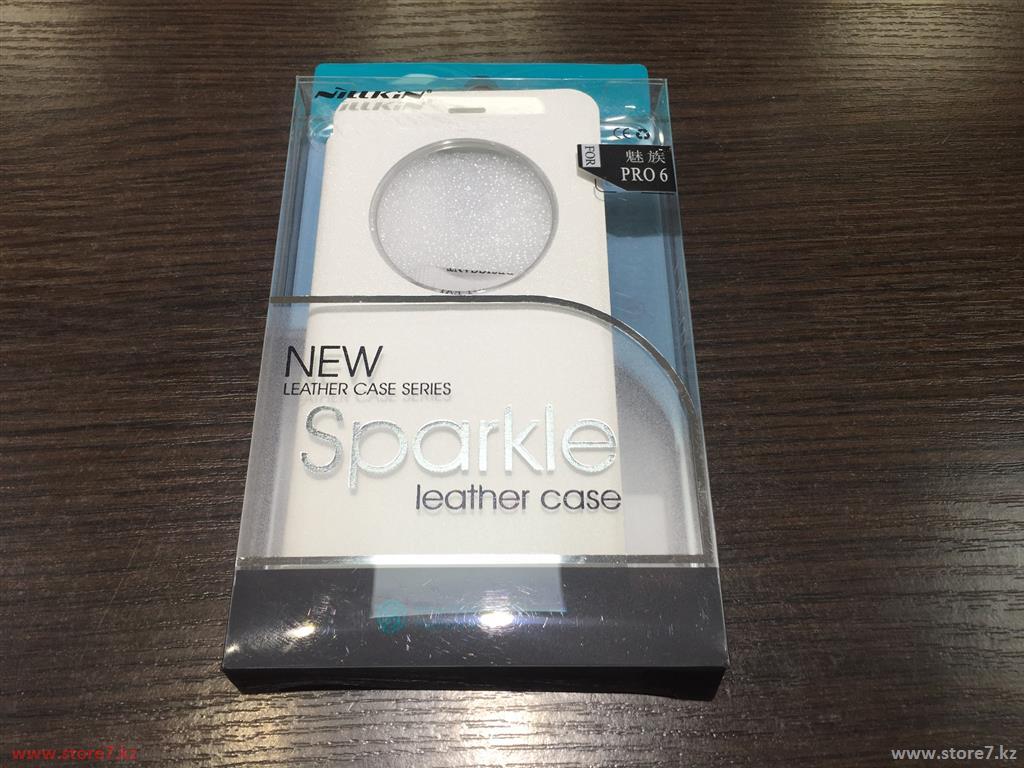 NILLKIN®
CE
FOR
魅族
PRO 6
NEW
LEATHER CASE SERIES
Sparkle
leather case
www.store7.kz
www.store7.kz